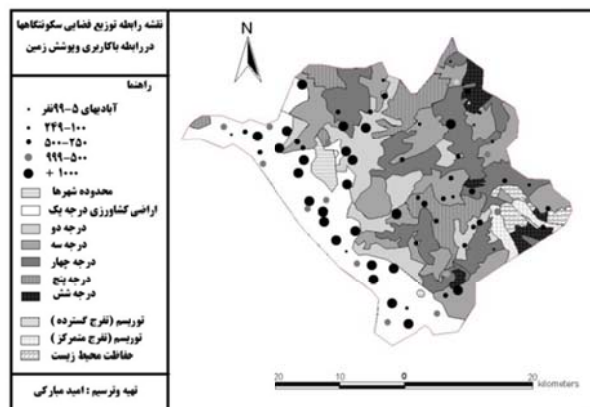 نقشه رابطه توزیع فضایی سکونتگاهها
دررابطه باکاربری وپوشش زمین
راهنما
آبادیهای ۵-۹۹نفر
۲۴۹-۱۰۰
۵۰۰-۲۵۰
۹۹۹-۵۰۰
+ ۱۰۰۰
محدوده شهرها
اراضی کشاورزی درجه یک
درجه دو
درجه سه
درجه چهار
درجه پنج
درجه شش
توریسم (تفرج گسترده )
توریسم (تفرج متمرکز)
حفاظت محیط زیست
تهیه وترسیم : امید مبارکی
N
20 10 0 20
kilometers